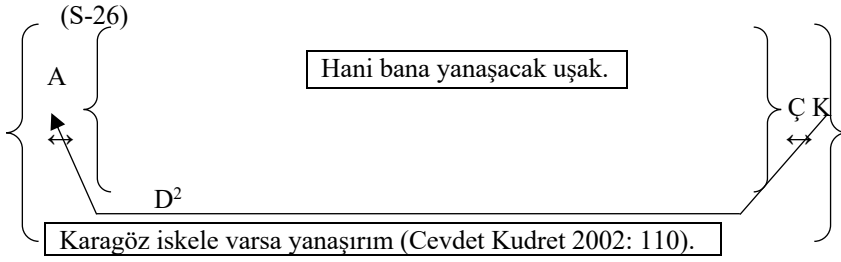 (S-26)
Hani bana yanaşacak uşak.
A
Ç K
↔ ↔
D²
Karagöz iskele varsa yanaşırım (Cevdet Kudret 2002: 110).